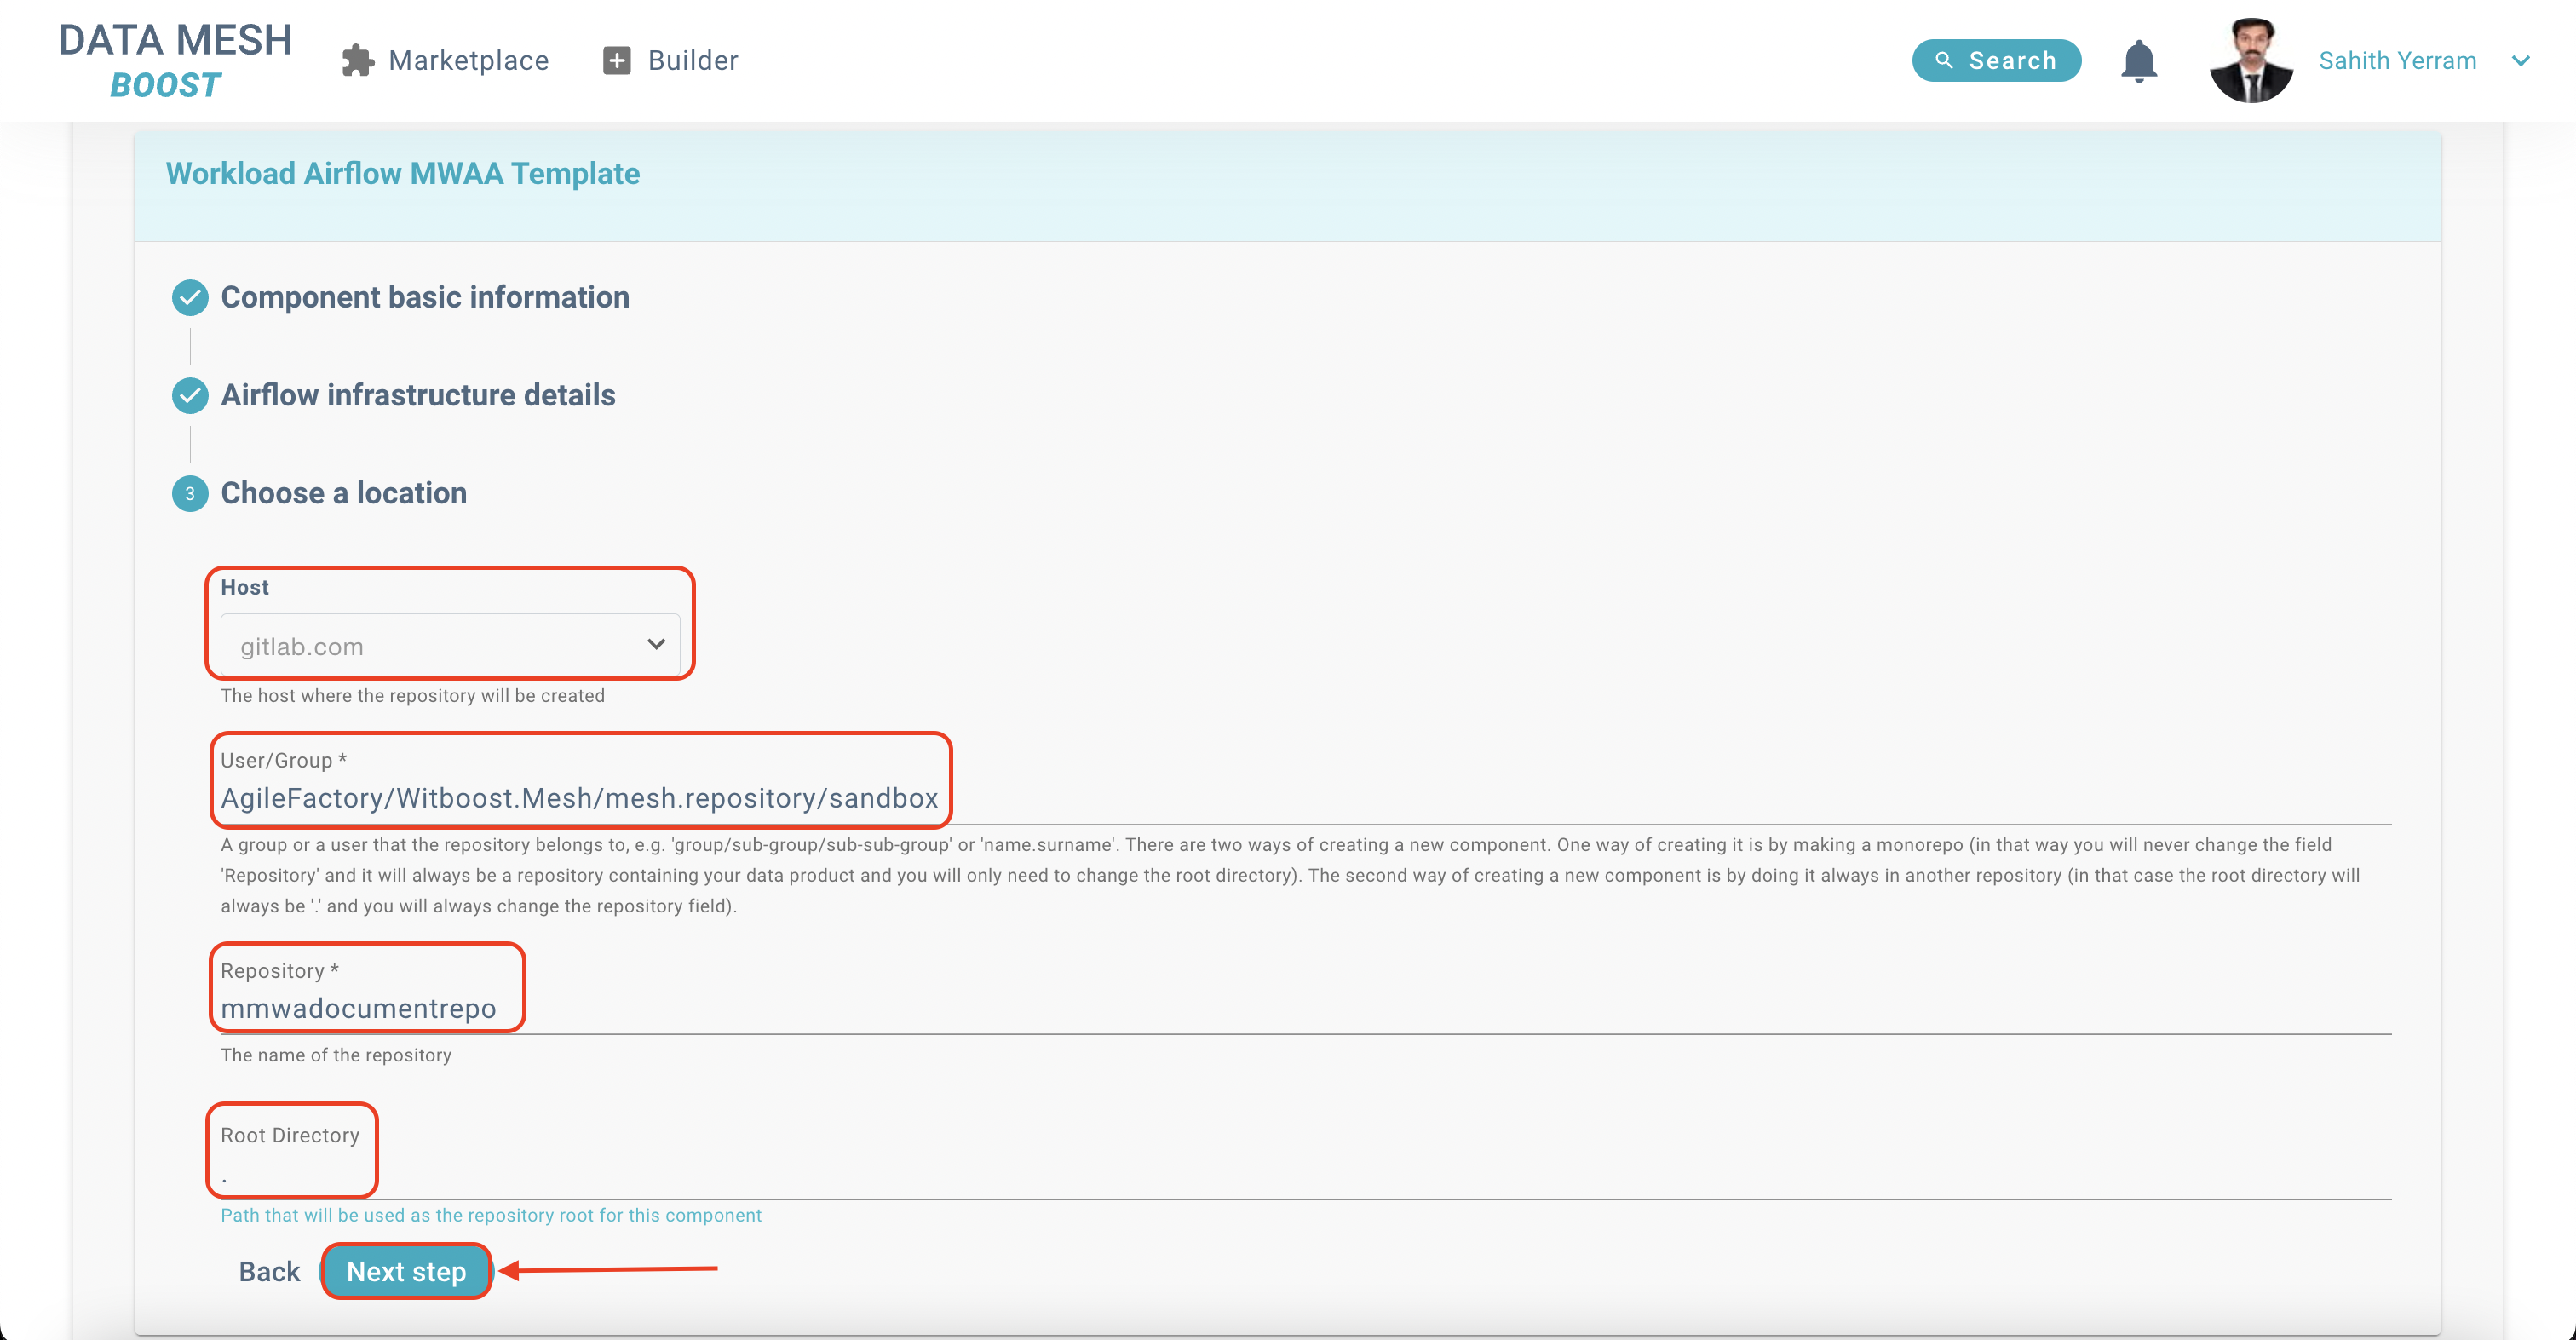 DATA MESH
BOOST
Marketplace
Builder
Search
Sahith Yerram
Workload Airflow MWAA Template
Component basic information
Airflow infrastructure details
3 Choose a location
Host
gitlab.com
The host where the repository will be created
User/Group *
AgileFactory/Witboost.Mesh/mesh.repository/sandbox
A group or a user that the repository belongs to, e.g. 'group/sub-group/sub-sub-group' or 'name.surname'. There are two ways of creating a new component. One way of creating it is by making a monorepo (in that way you will never change the field
'Repository' and it will always be a repository containing your data product and you will only need to change the root directory). The second way of creating a new component is by doing it always in another repository (in that case the root directory will
always be '.' and you will always change the repository field).
Repository *
mmwadocumentrepo
The name of the repository
Root Directory
.
Path that will be used as the repository root for this component
Back
Next step